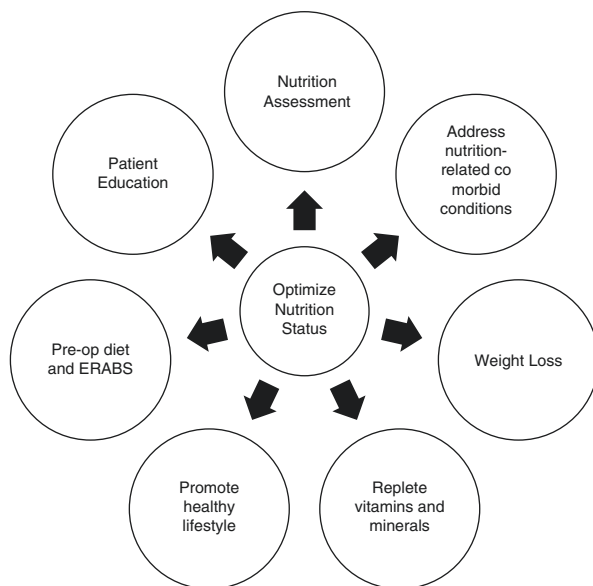 Nutrition
Assessment
Address
nutrition-
related co
morbid
conditions
Weight Loss
Replete
vitamins and
minerals
Promote
healthy
lifestyle
Pre-op diet
and ERABS
Patient
Education
Optimize
Nutrition
Status